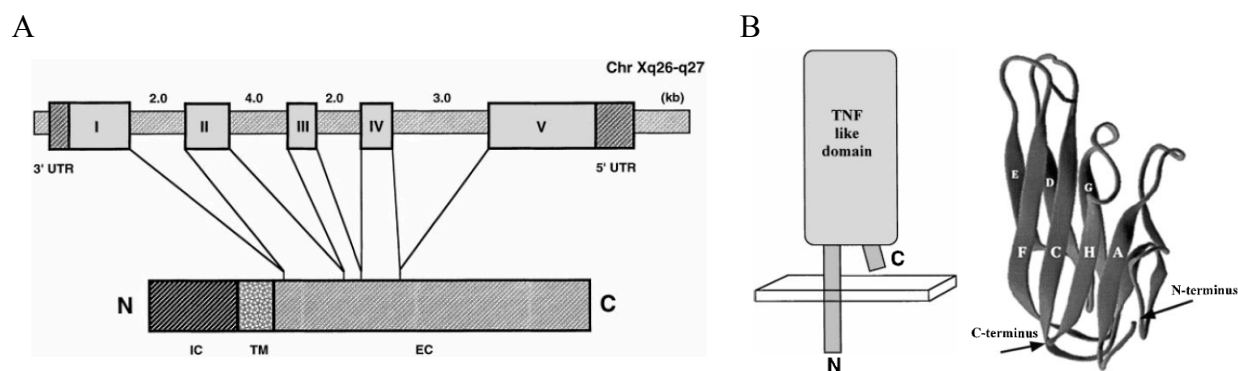 A
Chr Xq26-q27
2.0 4.0 2.0 3.0 (kb)
I II III IV V
3' UTR 5' UTR
N C
IC TM EC
B
TNF
like
domain
C
N
E D G
F C H A
N-terminus
C-terminus